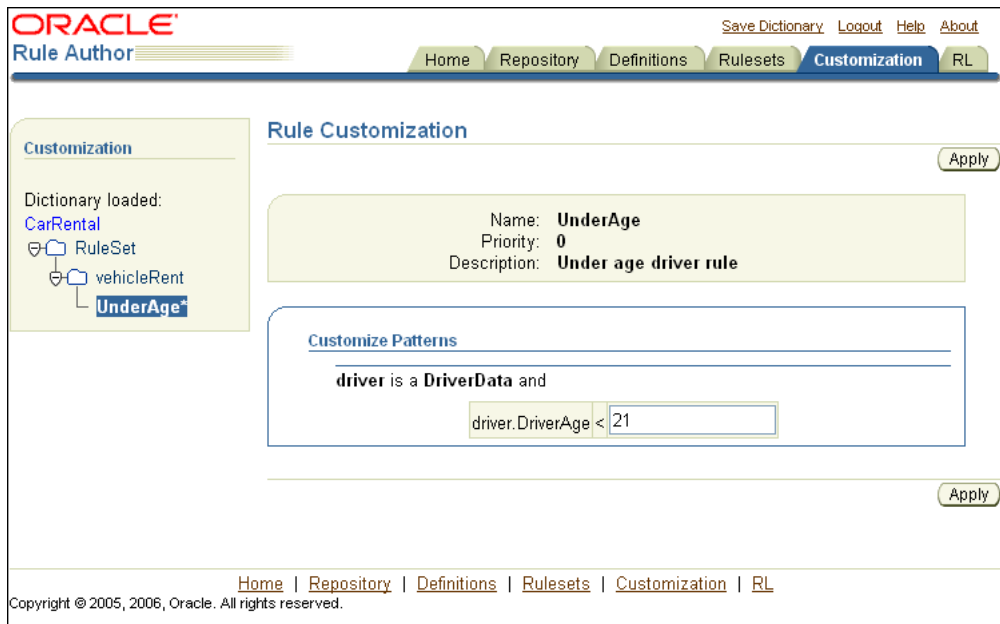 ORACLE
Save Dictionary Logout Help About
Rule Author
Home Repository Definitions Rulesets Customization RL
Customization
Dictionary loaded:
CarRental
RuleSet
vehicleRent
UnderAge*
Rule Customization
Apply
Name: UnderAge
Priority: 0
Description: Under age driver rule
Customize Patterns
driver is a DriverData and
driver.DriverAge < 21
Apply
Home | Repository | Definitions | Rulesets | Customization | RL
Copyright © 2005, 2006, Oracle. All rights reserved.